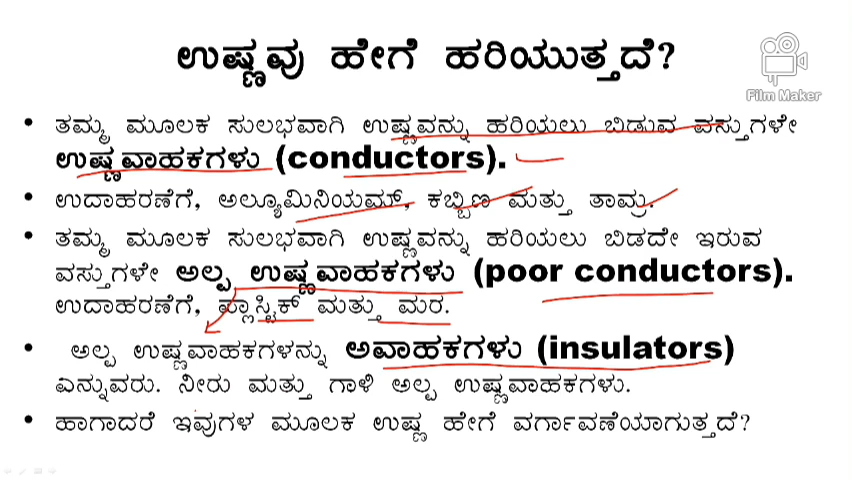 ಉಷ್ಣವು ಹೇಗೆ ಹರಿಯುತ್ತದೆ?
Film Maker
• ತಮ್ಮ ಮೂಲಕ ಸುಲಭವಾಗಿ ಉಷ್ಣವನ್ನು ಹರಿಯಲು ಬಿಡುವ ವಸ್ತುಗಳೇ
ಉಷ್ಣವಾಹಕಗಳು (conductors).
• ಉದಾಹರಣೆಗೆ, ಅಲ್ಯೂಮಿನಿಯಮ್, ಕಬ್ಬಿಣ ಮತ್ತು ತಾಮ್ರ.
• ತಮ್ಮ ಮೂಲಕ ಸುಲಭವಾಗಿ ಉಷ್ಣವನ್ನು ಹರಿಯಲು ಬಿಡದೇ ಇರುವ
ವಸ್ತುಗಳೇ ಅಲ್ಪ ಉಷ್ಣವಾಹಕಗಳು (poor conductors).
ಉದಾಹರಣೆಗೆ, ಪ್ಲಾಸ್ಟಿಕ್ ಮತ್ತು ಮರ.
• ಅಲ್ಪ ಉಷ್ಣವಾಹಕಗಳನ್ನು ಅವಾಹಕಗಳು (insulators)
ಎನ್ನುವರು. ನೀರು ಮತ್ತು ಗಾಳಿ ಅಲ್ಪ ಉಷ್ಣವಾಹಕಗಳು.
• ಹಾಗಾದರೆ ಇವುಗಳ ಮೂಲಕ ಉಷ್ಣ ಹೇಗೆ ವರ್ಗಾವಣೆಯಾಗುತ್ತದೆ?